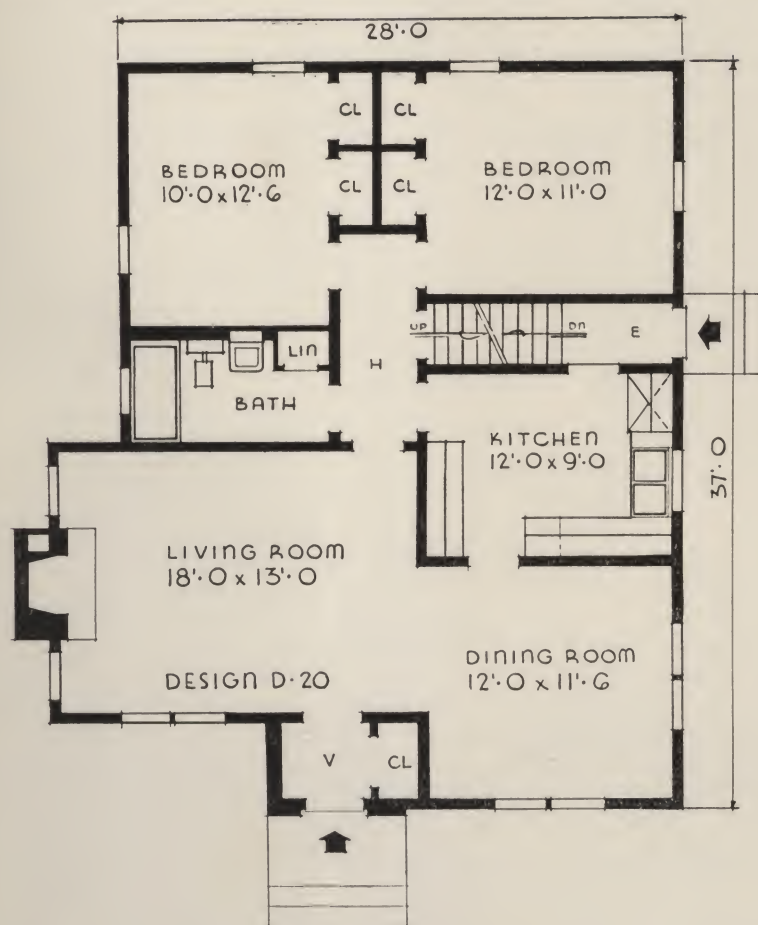 28'·0
CL CL
BEDROOM
10'·0 x 12'·6
CL CL
BEDROOM
12'·0 x 11'·0
UP
DN
E
LIN
H
BATH
KITCHEN
12'·0 x 9'·0
37'·0
LIVING ROOM
18'·0 x 13'·0
DINING ROOM
12'·0 x 11'·6
DESIGN D·20
V
CL